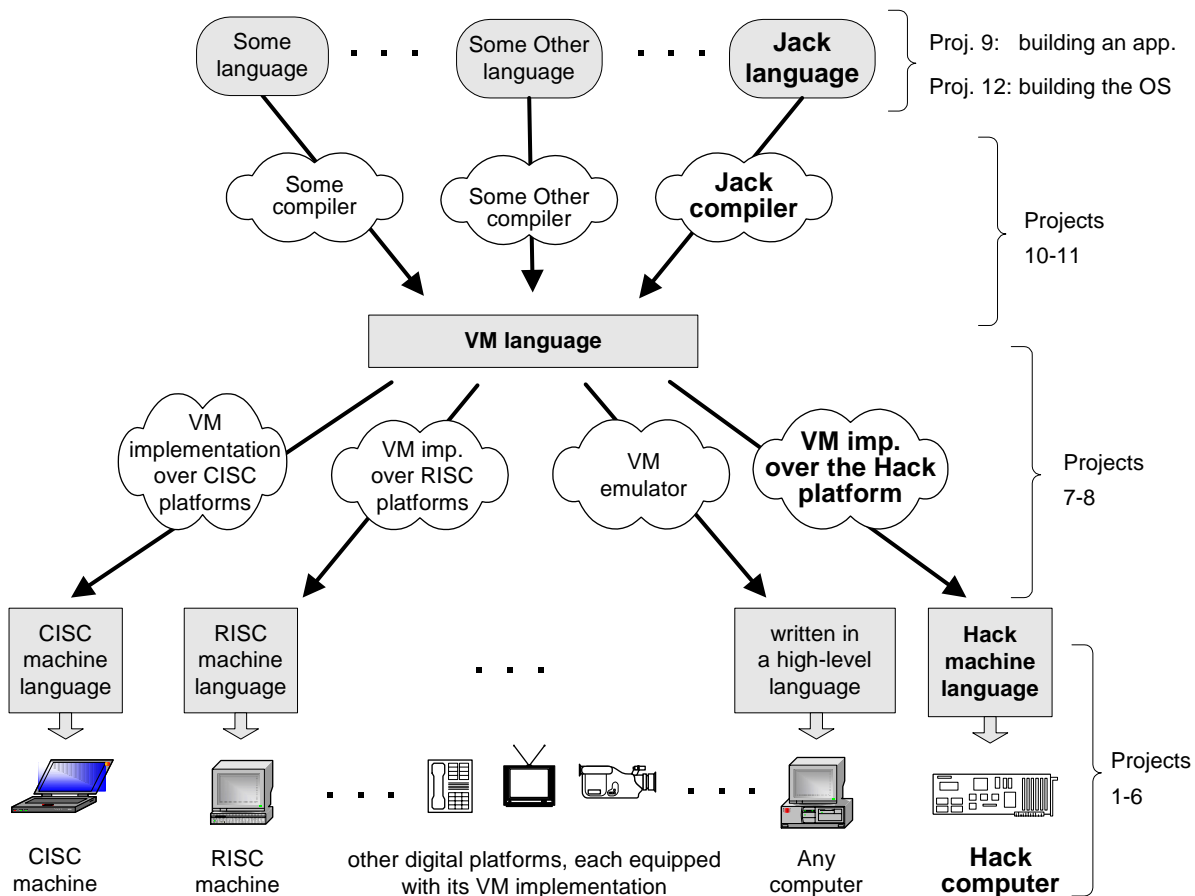 Some
language
. . .
Some Other
language
. . .
Jack
language
Proj. 9: building an app.
Proj. 12: building the OS
Some
compiler
Some Other
compiler
Jack
compiler
Projects
10-11
VM language
VM
implementation
over CISC
platforms
VM imp.
over RISC
platforms
VM
emulator
VM imp.
over the Hack
platform
Projects
7-8
CISC
machine
language
RISC
machine
language
. . .
written in
a high-level
language
Hack
machine
language
Projects
1-6
. . .
. . .
CISC
machine
RISC
machine
other digital platforms, each equipped
with its VM implementation
Any
computer
Hack
computer